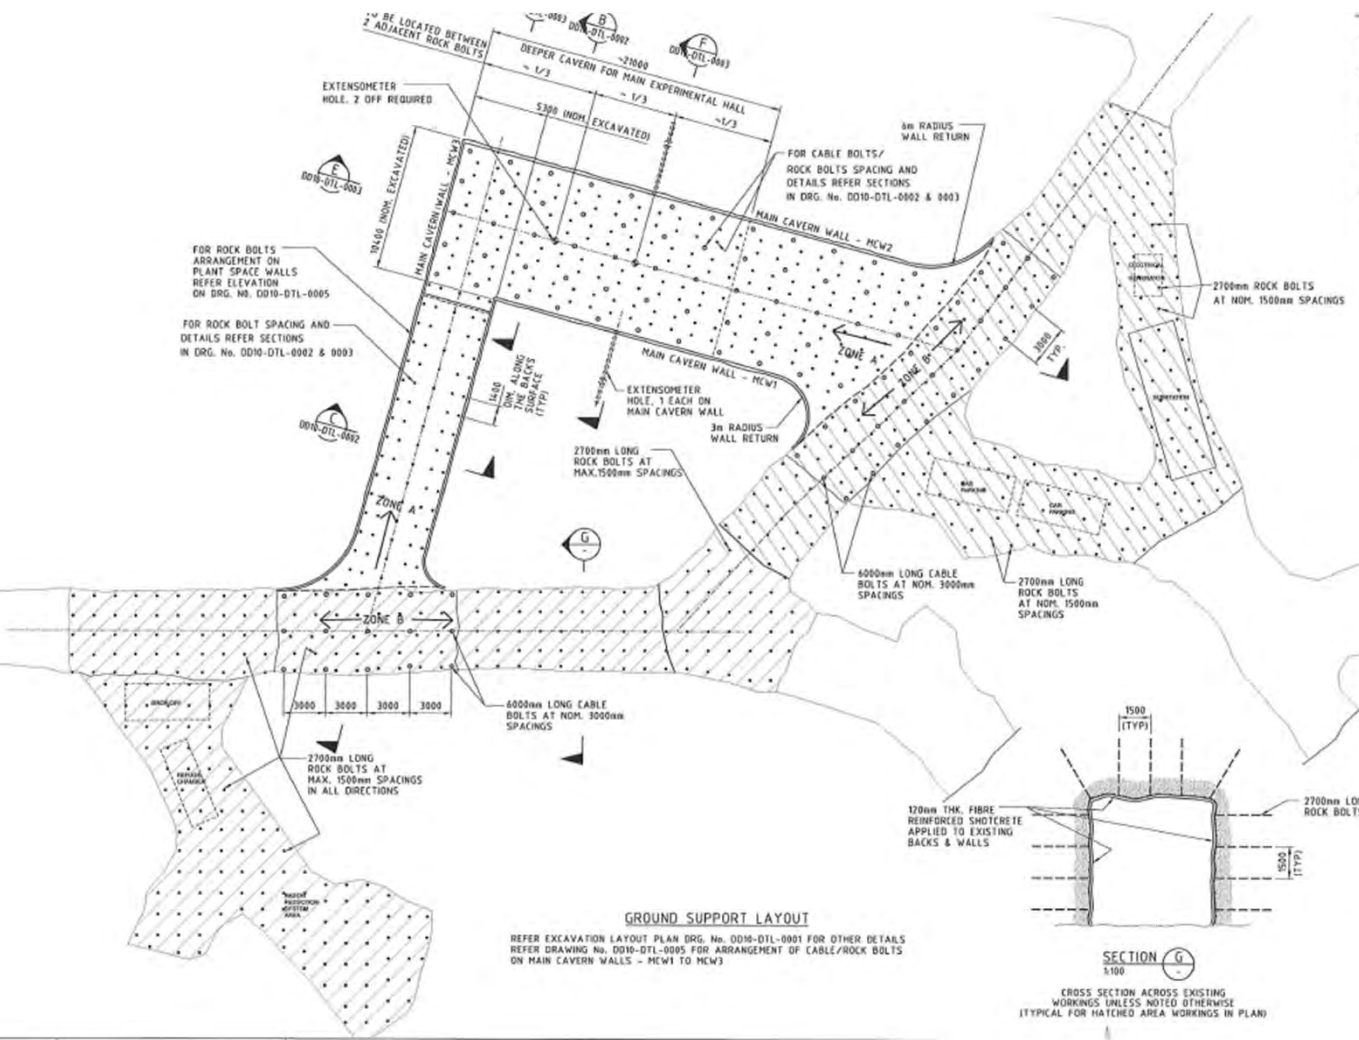 BE LOCATED BETWEEN
2 ADJACENT ROCK BOLTS
B
DD10-DTL-0002
F
DD10-DTL-0003
~21000
DEEPER CAVERN FOR MAIN EXPERIMENTAL HALL
~ 1/3
~ 1/3
~1/3
5300 (NOM. EXCAVATED)
EXTENSOMETER
HOLE, 2 OFF REQUIRED
E
DD10-DTL-0003
10400 (NOM. EXCAVATED)
MAIN CAVERN WALL - MCW3
6m RADIUS
WALL RETURN
FOR CABLE BOLTS/
ROCK BOLTS SPACING AND
DETAILS REFER SECTIONS
IN DRG. No. DD10-DTL-0002 & 0003
MAIN CAVERN WALL - MCW2
FOR ROCK BOLTS
ARRANGEMENT ON
PLANT SPACE WALLS
REFER ELEVATION
ON DRG. NO. DD10-DTL-0005
2700mm ROCK BOLTS
AT NOM. 1500mm SPACINGS
FOR ROCK BOLT SPACING AND
DETAILS REFER SECTIONS
IN DRG. No. DD10-DTL-0002 & 0003
3000
TYP.
ZONE A
ZONE B
MAIN CAVERN WALL - MCW1
1400
DIM. ALONG
THE BACKS
SURFACE
(TYP)
EXTENSOMETER
HOLE, 1 EACH ON
MAIN CAVERN WALL
SUBSTATION
C
DD10-DTL-0002
3m RADIUS
WALL RETURN
2700mm LONG
ROCK BOLTS AT
MAX.1500mm SPACINGS
CAR
PARKING
ZONE A
G
-
6000mm LONG CABLE
BOLTS AT NOM. 3000mm
SPACINGS
2700mm LONG
ROCK BOLTS
AT NOM. 1500mm
SPACINGS
ZONE B
3000
3000
3000
3000
6000mm LONG CABLE
BOLTS AT NOM. 3000mm
SPACINGS
REFUGE
CHAMBER
2700mm LONG
ROCK BOLTS AT
MAX. 1500mm SPACINGS
IN ALL DIRECTIONS
1500
(TYP)
120mm THK. FIBRE
REINFORCED SHOTCRETE
APPLIED TO EXISTING
BACKS & WALLS
2700mm
ROCK
1500
(TYP)
SYSTEM
AREA
GROUND SUPPORT LAYOUT
REFER EXCAVATION LAYOUT PLAN DRG. No. DD10-DTL-0001 FOR OTHER DETAILS
REFER DRAWING No. DD10-DTL-0005 FOR ARRANGEMENT OF CABLE/ROCK BOLTS
ON MAIN CAVERN WALLS - MCW1 TO MCW3
SECTION G
1:100 -
CROSS SECTION ACROSS EXISTING
WORKINGS UNLESS NOTED OTHERWISE
(TYPICAL FOR HATCHED AREA WORKINGS IN PLAN)